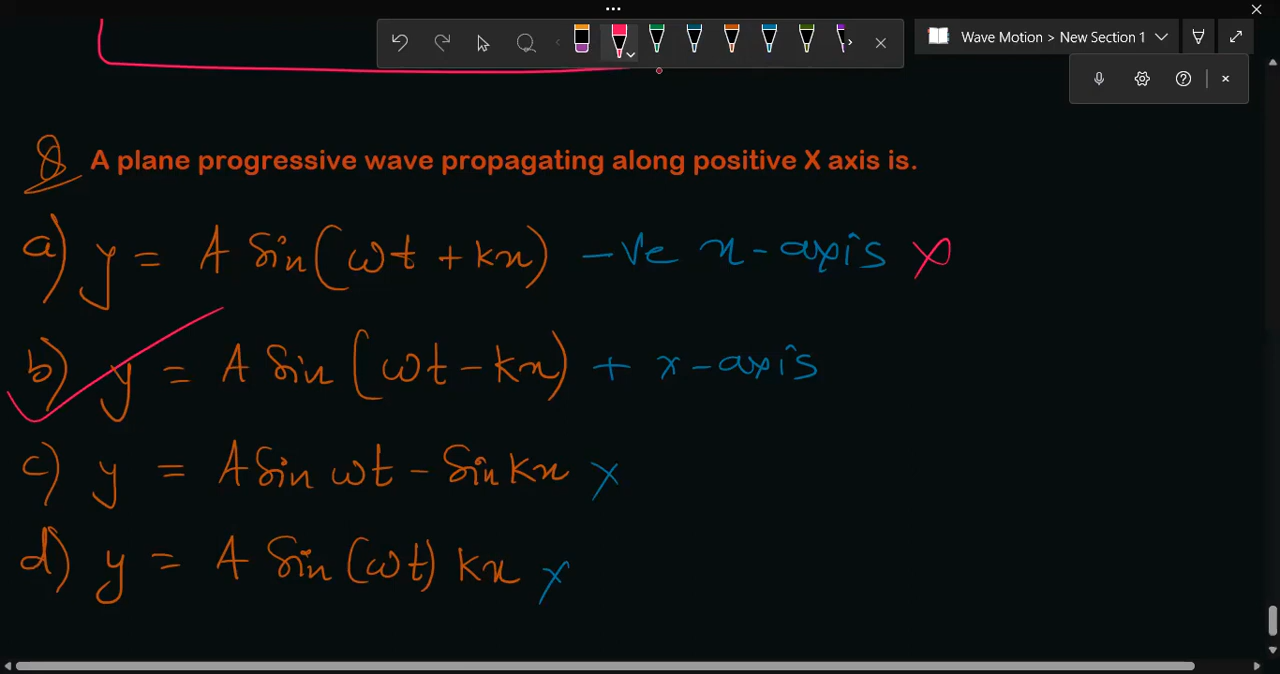 Wave Motion > New Section 1
Q A plane progressive wave propagating along positive X axis is.
a) y = A Sin(ωt + kx) -ve x-axis ×
b) y = A Sin (ωt - kx) + x-axis
c) y = A Sin ωt - Sin kx ×
d) y = A Sin (ωt) kx ×